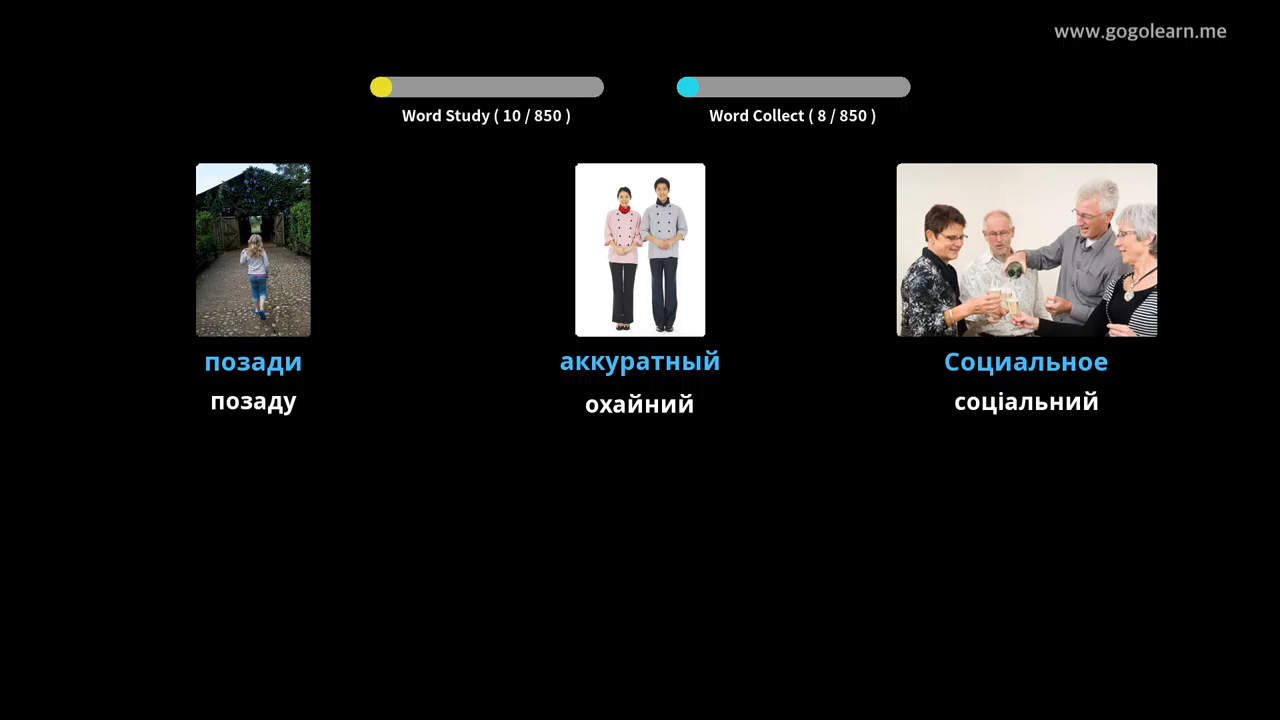 www.gogolearn.me
Word Study ( 10 / 850 )
Word Collect ( 8 / 850 )
позади
позаду
аккуратный
охайний
Социальное
соціальний